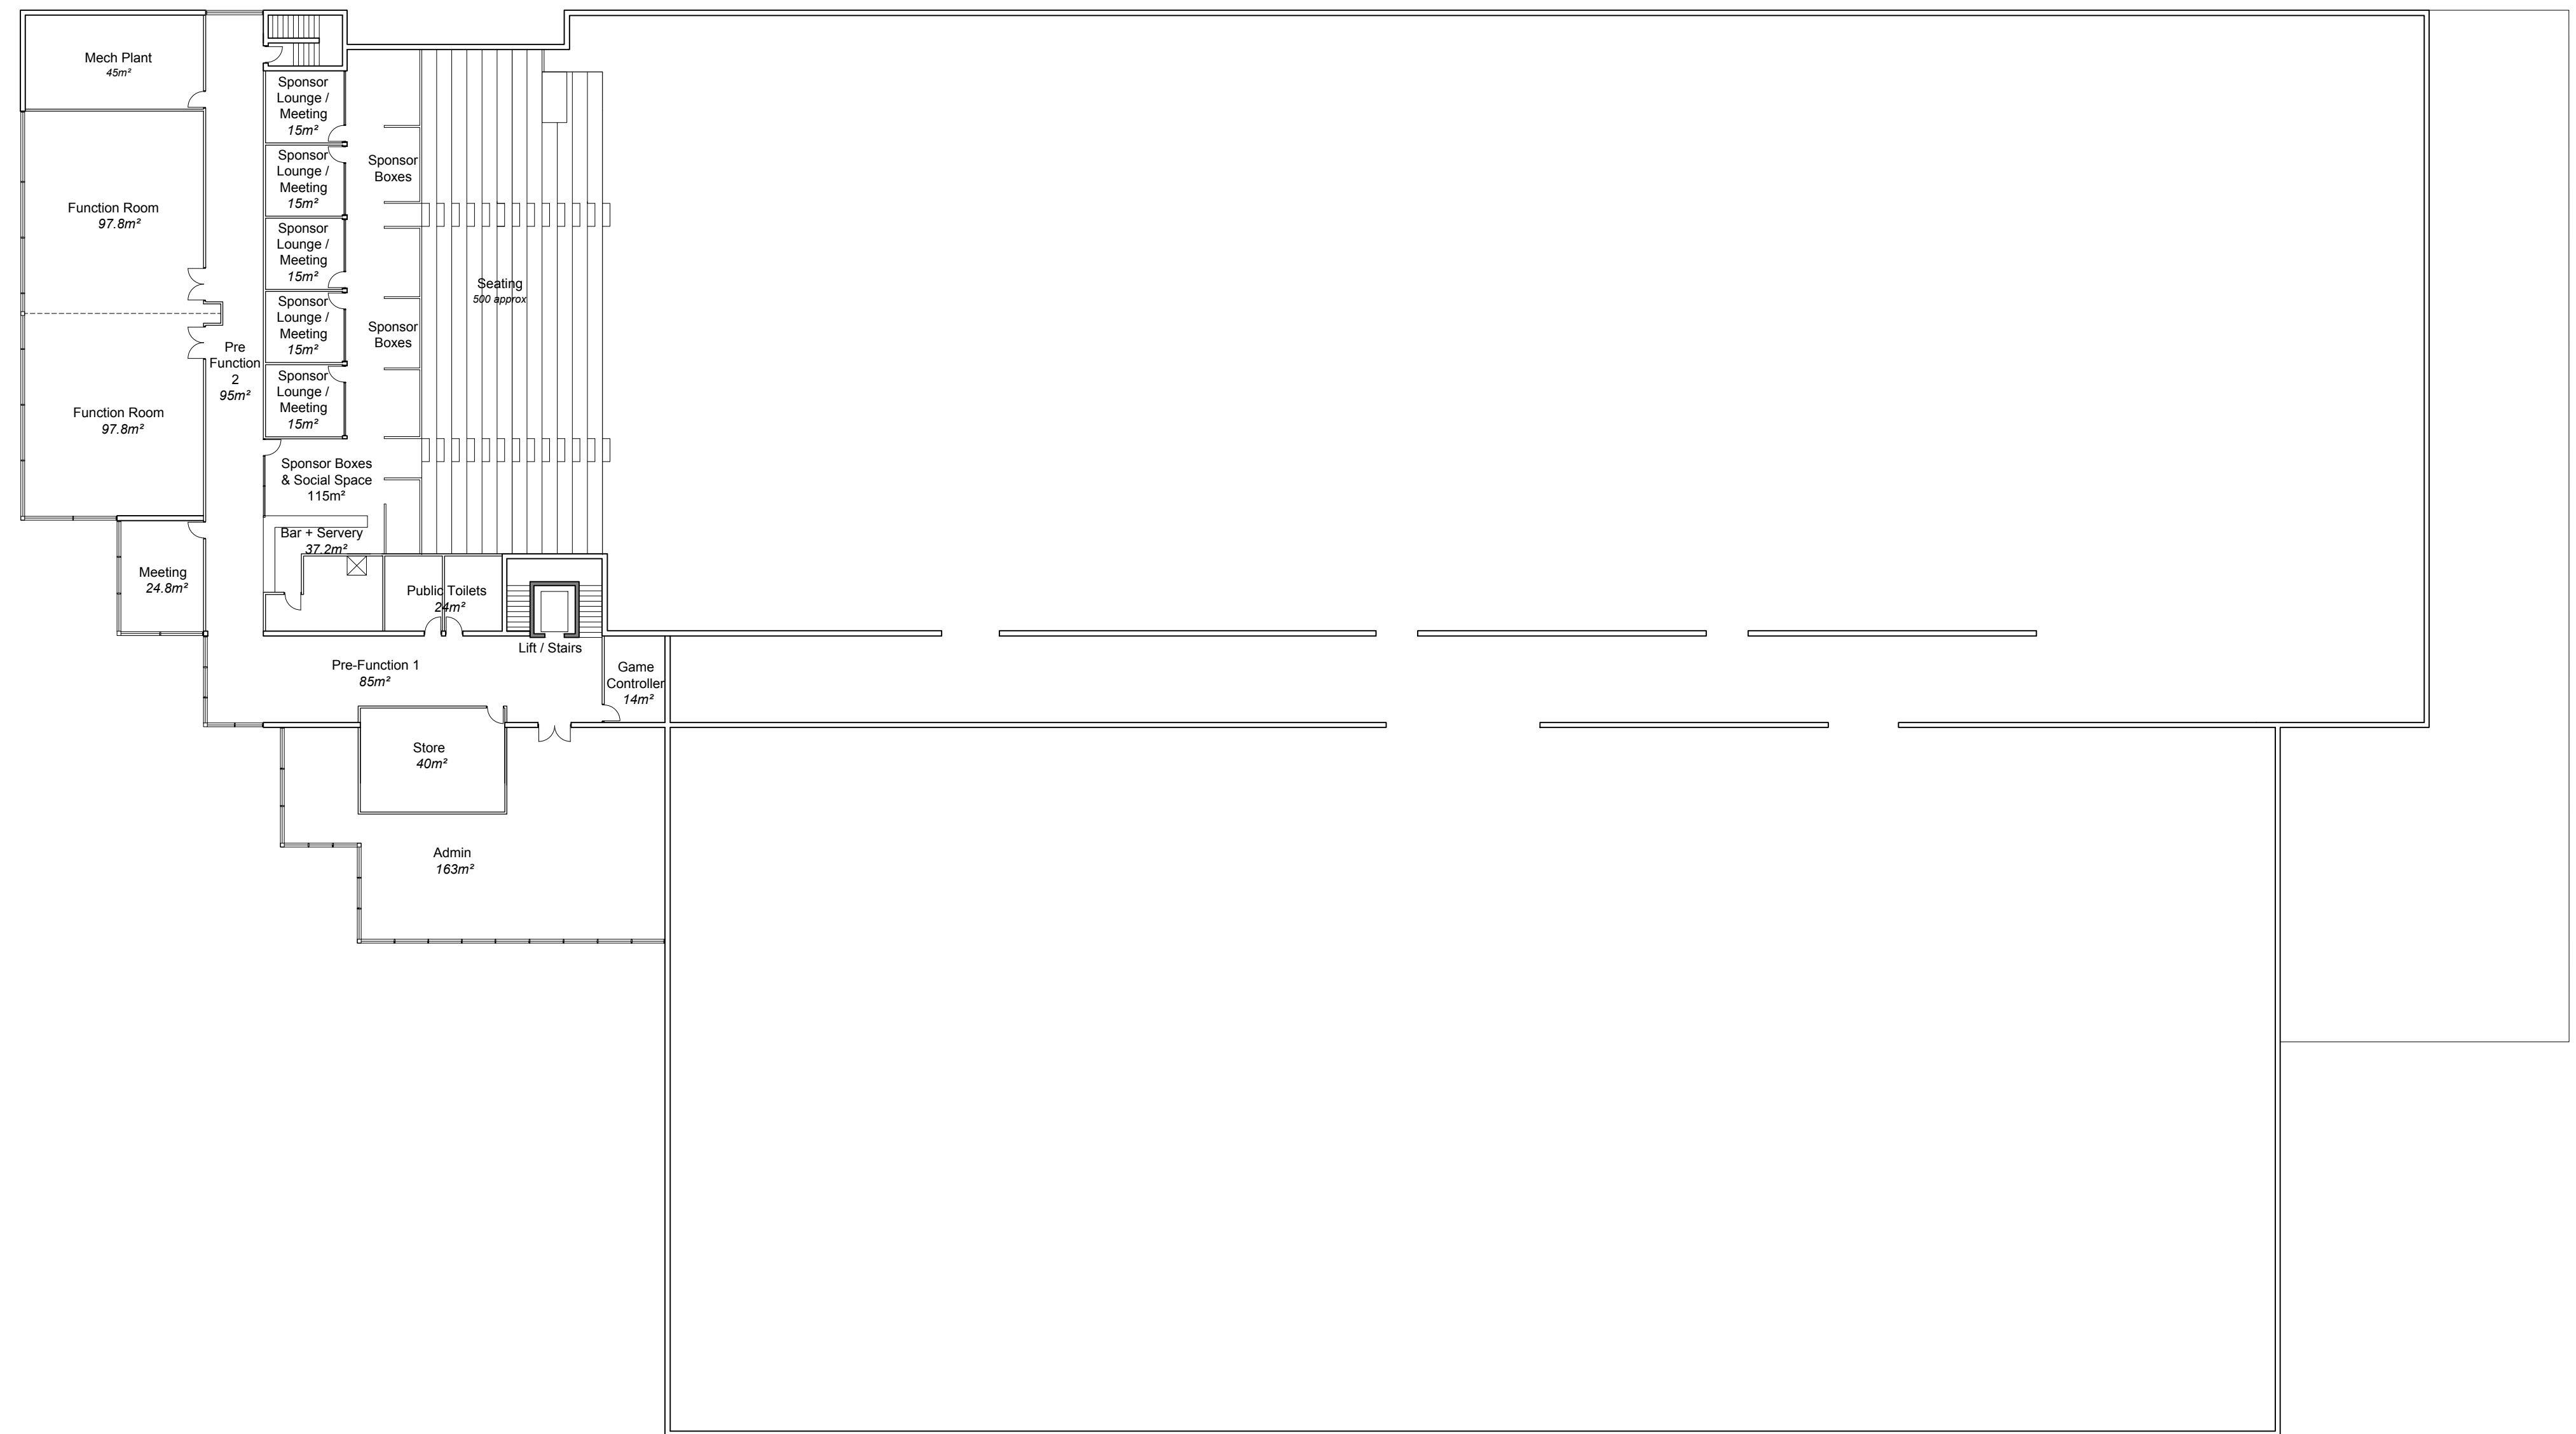 Mech Plant
45m²
Function Room
97.8m²
Function Room
97.8m²
Pre
Function
2
95m²
Sponsor
Lounge /
Meeting
15m²
Sponsor
Lounge /
Meeting
15m²
Sponsor
Lounge /
Meeting
15m²
Sponsor
Lounge /
Meeting
15m²
Sponsor
Lounge /
Meeting
15m²
Sponsor
Boxes
Sponsor
Boxes
Seating
500 approx
Sponsor Boxes
& Social Space
115m²
Bar + Servery
37.2m²
Meeting
24.8m²
Public Toilets
24m²
Lift / Stairs
Pre-Function 1
85m²
Game
Controller
14m²
Store
40m²
Admin
163m²